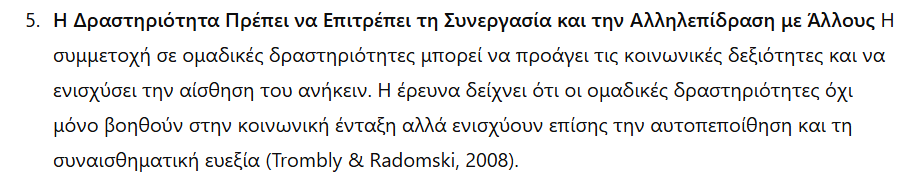 5. Η Δραστηριότητα Πρέπει να Επιτρέπει τη Συνεργασία και την Αλληλεπίδραση με Άλλους Η
συμμετοχή σε ομαδικές δραστηριότητες μπορεί να προάγει τις κοινωνικές δεξιότητες και να
ενισχύσει την αίσθηση του ανήκειν. Η έρευνα δείχνει ότι οι ομαδικές δραστηριότητες όχι
μόνο βοηθούν στην κοινωνική ένταξη αλλά ενισχύουν επίσης την αυτοπεποίθηση και τη
συναισθηματική ευεξία (Trombly & Radomski, 2008).